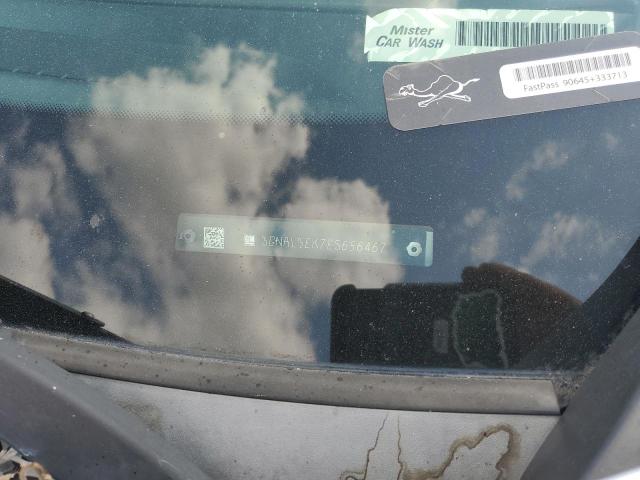 Mister
CAR WASH
FastPass 90645+333713
GM
3GNAL3EK7ES656467